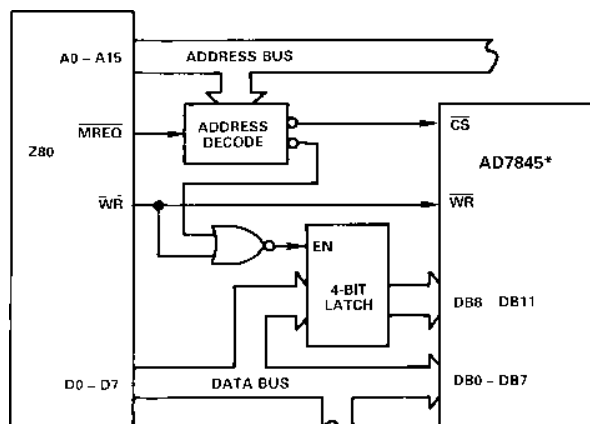 A0 – A15
ADDRESS BUS
MREQ
ADDRESS
DECODE
CS
Z80
AD7845*
WR
WR
EN
4-BIT
LATCH
DB8 DB11
D0 – D7
DATA BUS
DB0 – DB7